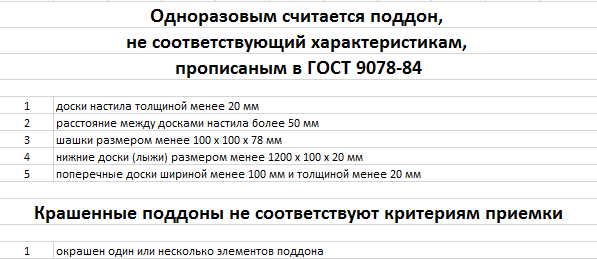 Одноразовым считается поддон,
не соответствующий характеристикам,
прописаным в ГОСТ 9078-84
1 доски настила толщиной менее 20 мм
2 расстояние между досками настила более 50 мм
3 шашки размером менее 100 х 100 х 78 мм
4 нижние доски (лыжи) размером менее 1200 х 100 х 20 мм
5 поперечные доски шириной менее 100 мм и толщиной менее 20 мм
Крашенные поддоны не соответствуют критериям приемки
1 окрашен один или несколько элементов поддона